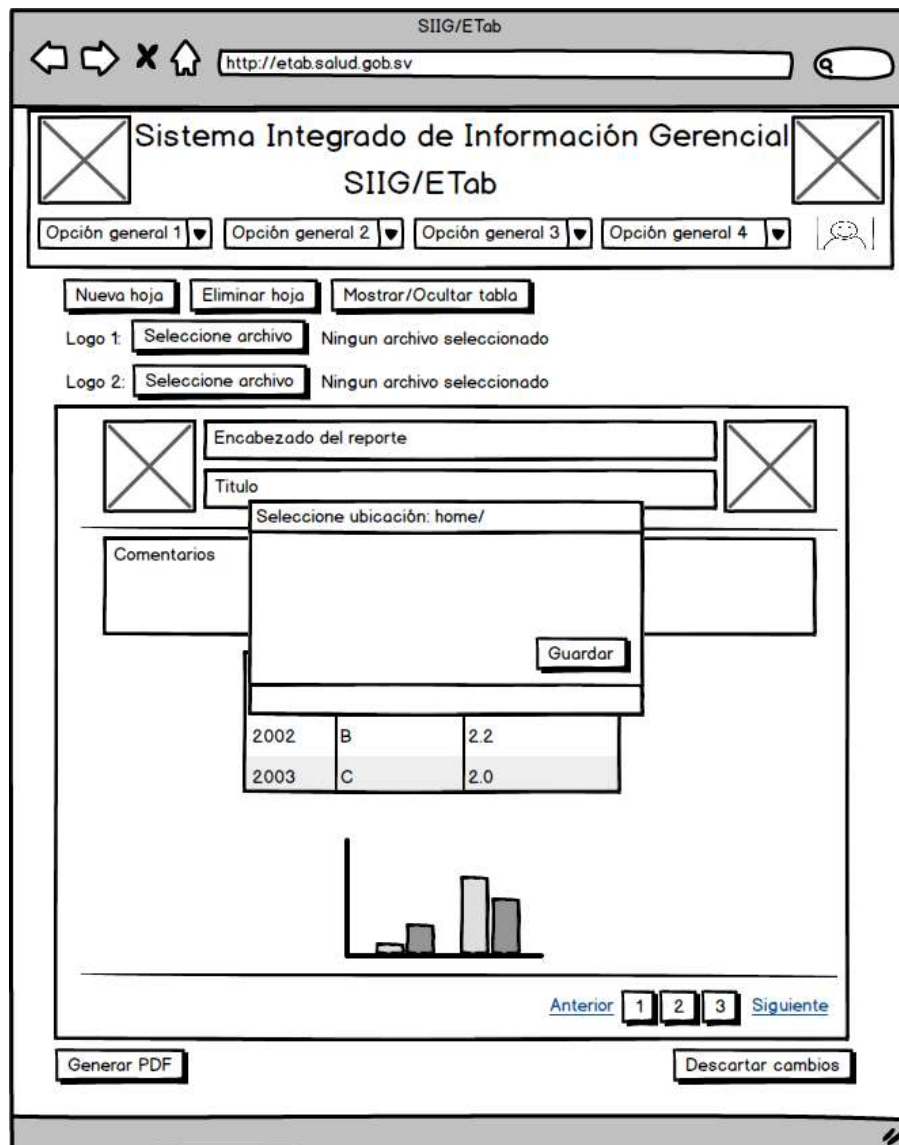 SIIG/ETab
http://etab.salud.gob.sv
Sistema Integrado de Información Gerencial
SIIG/ETab
Opción general 1 Opción general 2 Opción general 3 Opción general 4
Nueva hoja Eliminar hoja Mostrar/Ocultar tabla
Logo 1: Seleccione archivo Ningun archivo seleccionado
Logo 2: Seleccione archivo Ningun archivo seleccionado
Encabezado del reporte
Titulo
Seleccione ubicación: home/
Comentarios
Guardar
2002 B 2.2
2003 C 2.0
Anterior 1 2 3 Siguiente
Generar PDF Descartar cambios